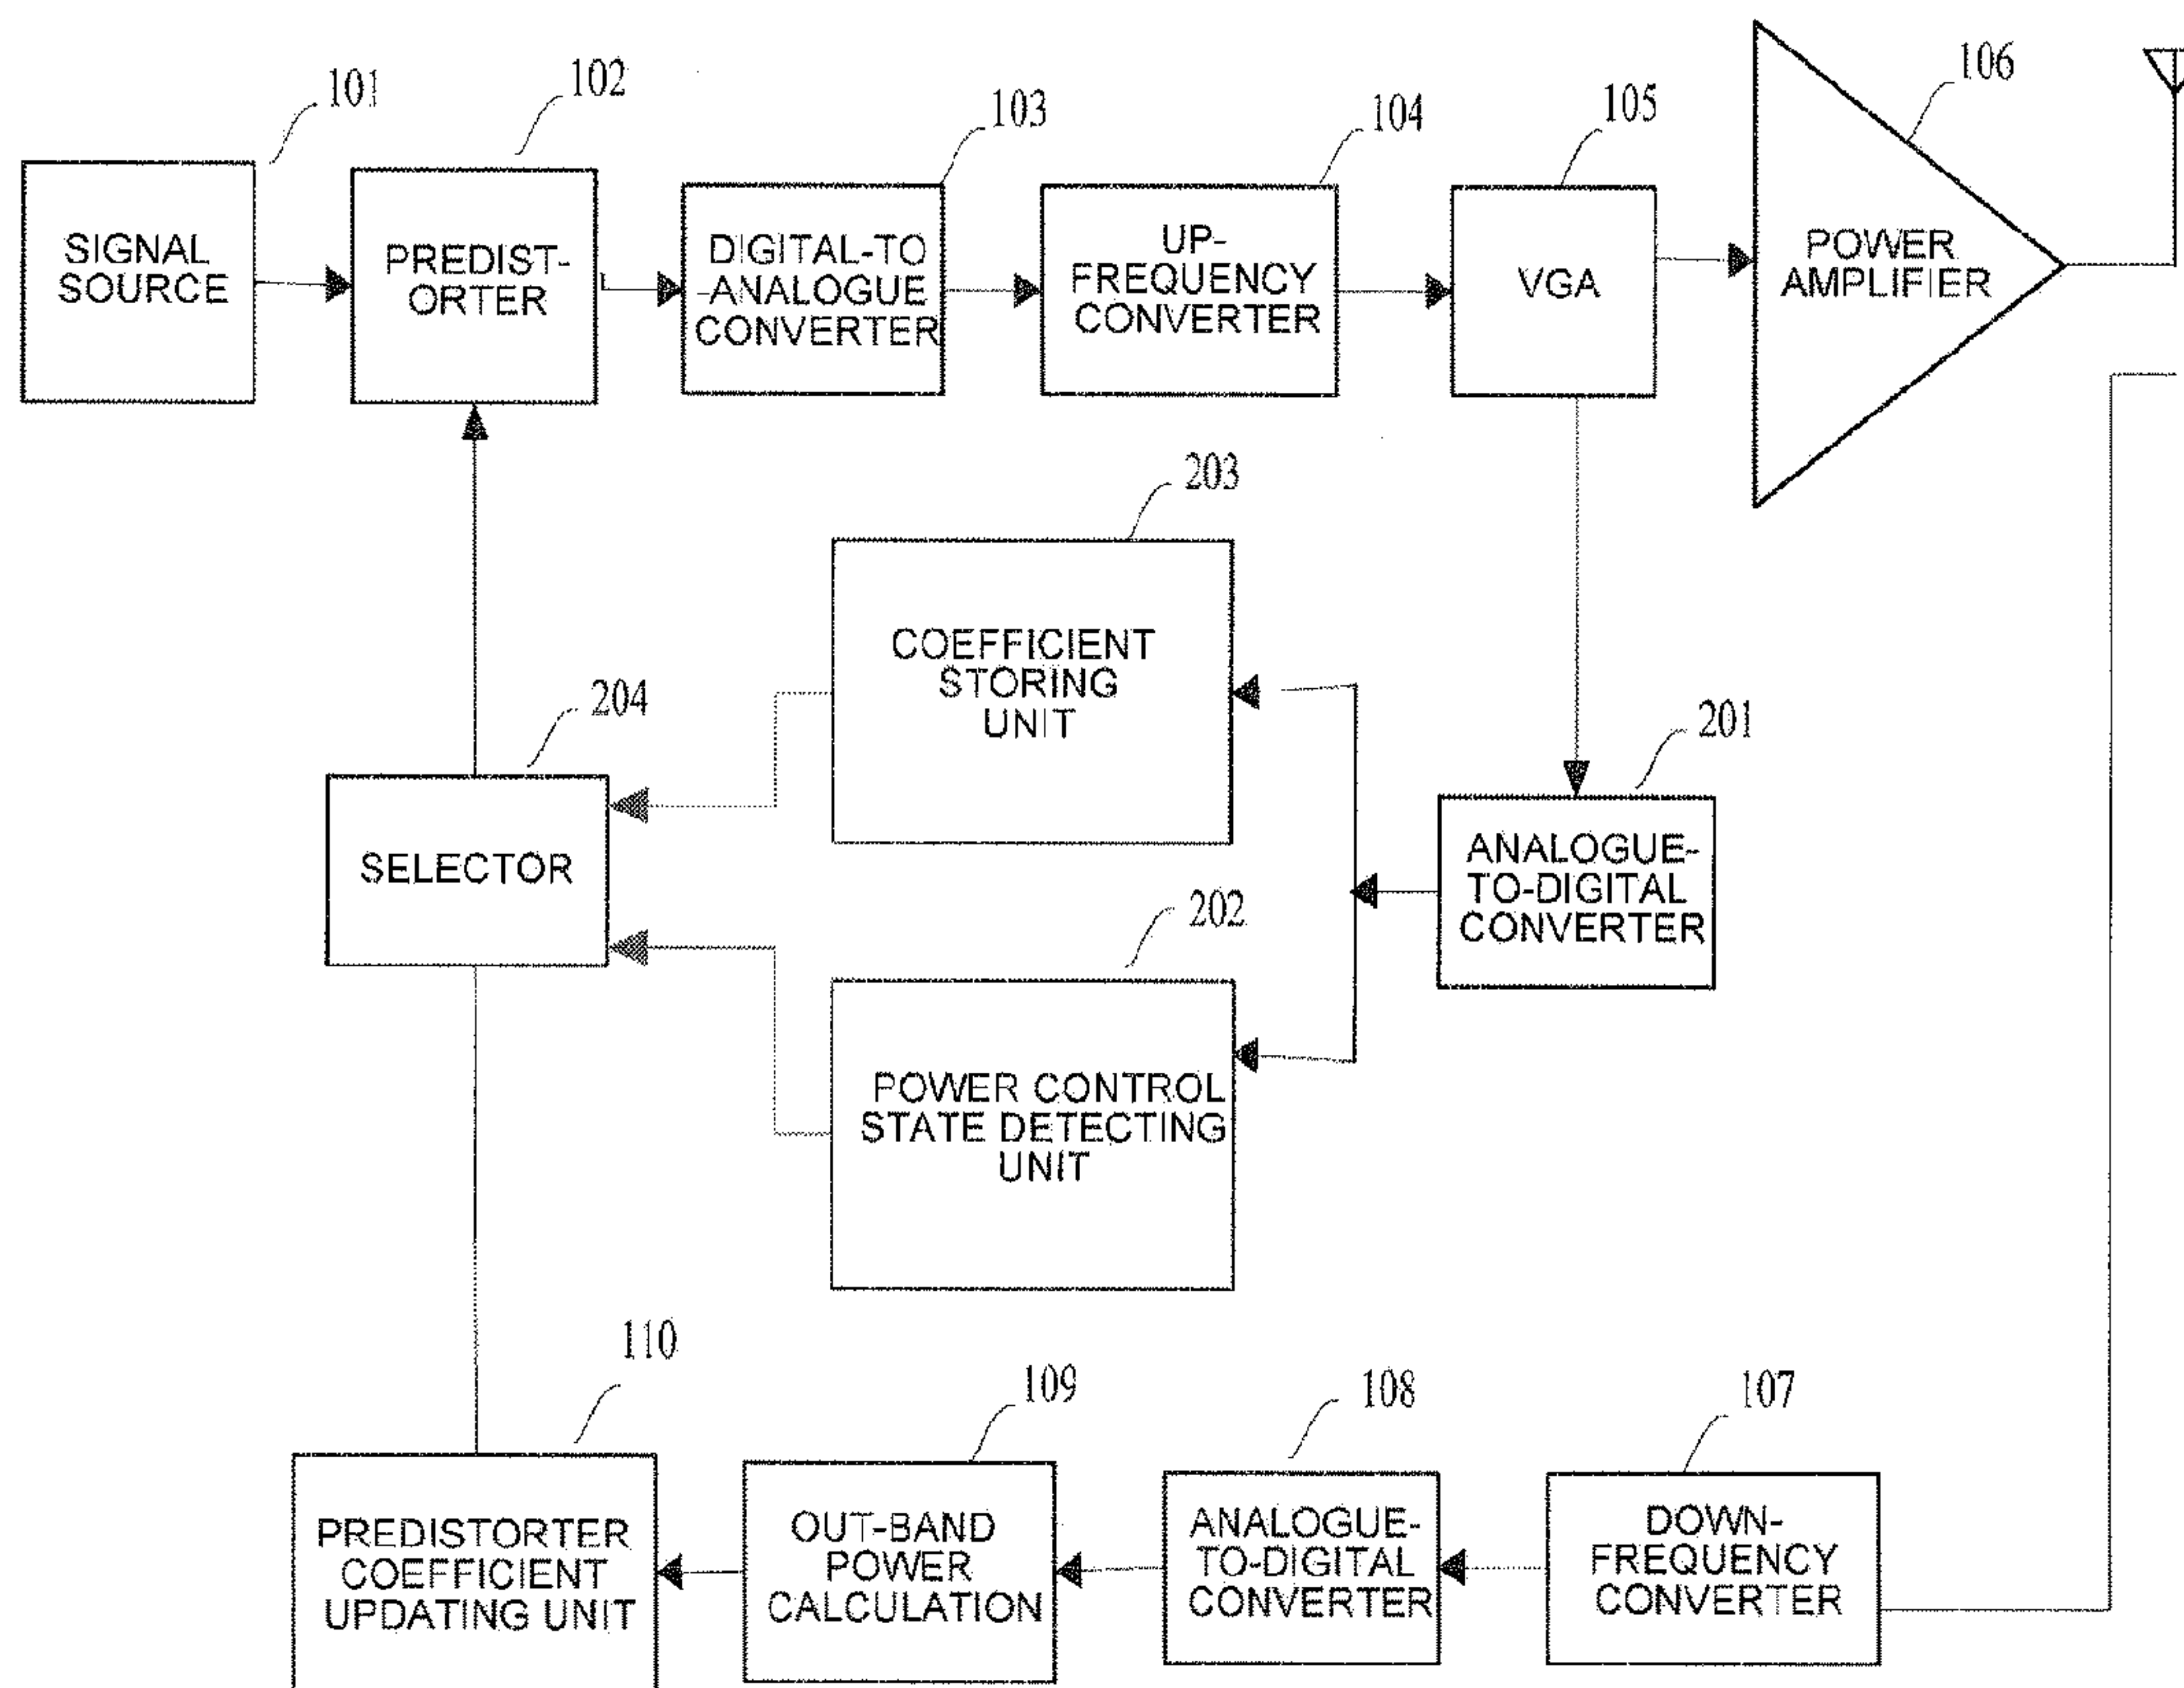 101
102
103
104
105
106
SIGNAL
SOURCE
PREDIST-
ORTER
DIGITAL-TO
-ANALOGUE
CONVERTER
UP-
FREQUENCY
CONVERTER
VGA
POWER
AMPLIFIER
203
COEFFICIENT
STORING
UNIT
204
SELECTOR
201
ANALOGUE-
TO-DIGITAL
CONVERTER
202
POWER CONTROL
STATE DETECTING
UNIT
110
PREDISTORTER
COEFFICIENT
UPDATING UNIT
109
OUT-BAND
POWER
CALCULATION
108
ANALOGUE-
TO-DIGITAL
CONVERTER
107
DOWN-
FREQUENCY
CONVERTER